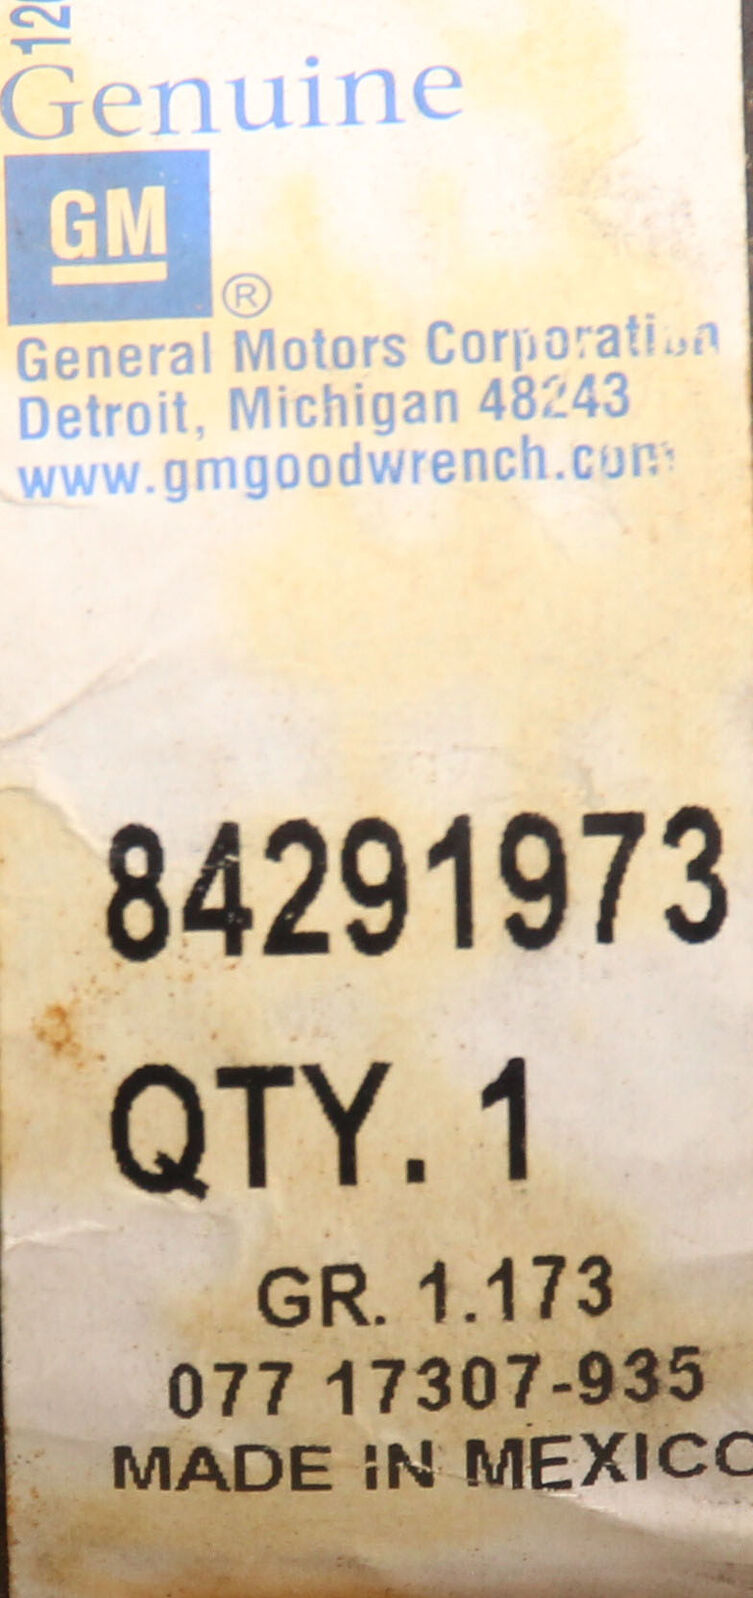 Genuine
GM
®
General Motors Corporation
Detroit, Michigan 48243
www.gmgoodwrench.com
84291973
QTY. 1
GR. 1.173
077 17307-935
MADE IN MEXICO